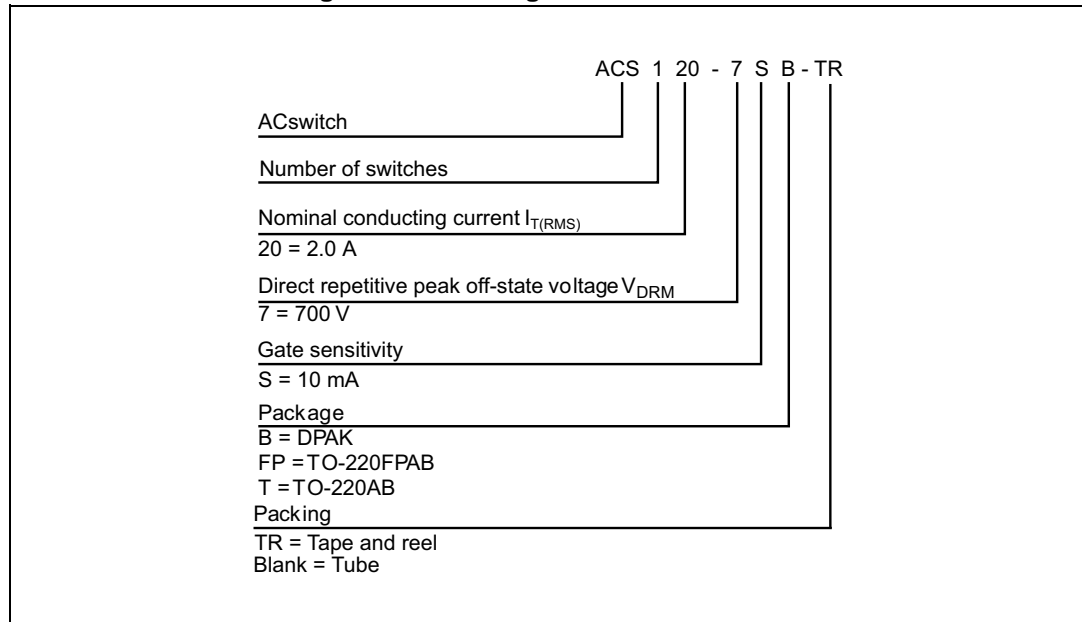 ACS 1 20 - 7 S B - TR
ACswitch
Number of switches
Nominal conducting current IT(RMS)
20 = 2.0 A
Direct repetitive peak off-state voltage VDRM
7 = 700 V
Gate sensitivity
S = 10 mA
Package
B = DPAK
FP = TO-220FPAB
T = TO-220AB
Packing
TR = Tape and reel
Blank = Tube